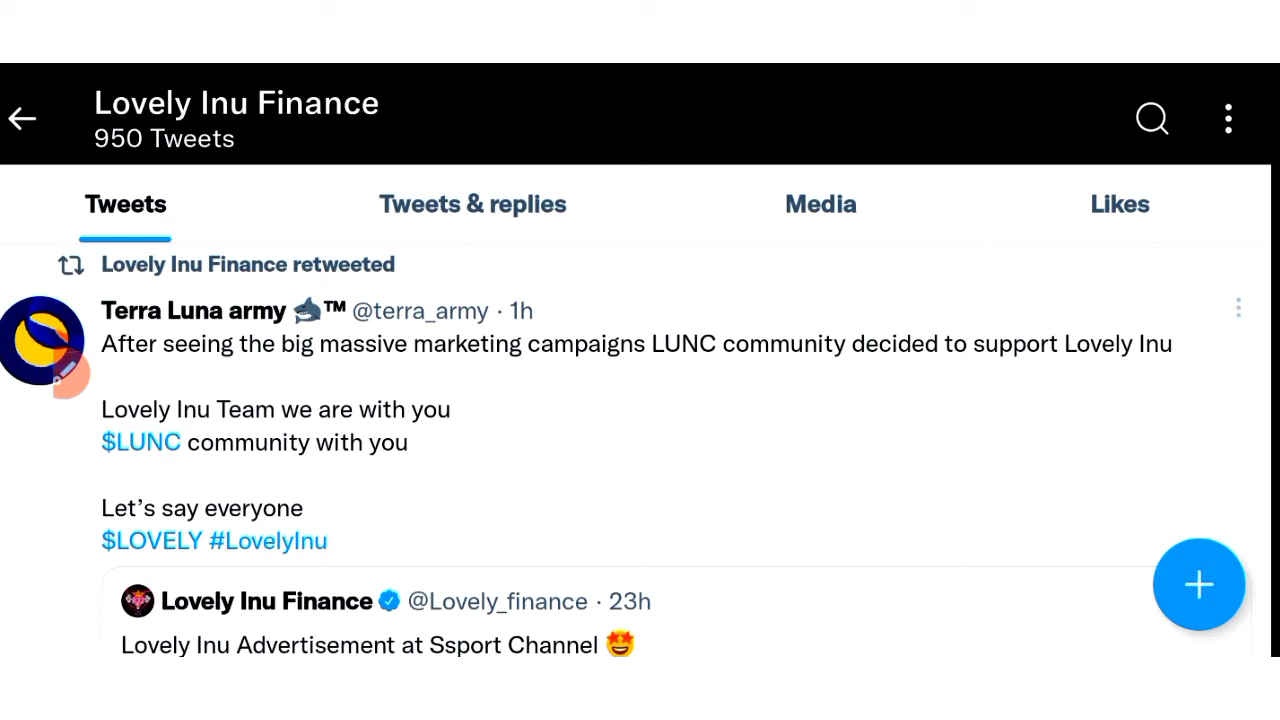 Lovely Inu Finance
950 Tweets
Tweets
Tweets & replies
Media
Likes
Lovely Inu Finance retweeted
Terra Luna army 🦈™ @terra_army · 1h
After seeing the big massive marketing campaigns LUNC community decided to support Lovely Inu
Lovely Inu Team we are with you
$LUNC community with you
Let’s say everyone
$LOVELY #LovelyInu
Lovely Inu Finance @Lovely_finance · 23h
Lovely Inu Advertisement at Ssport Channel 🤩